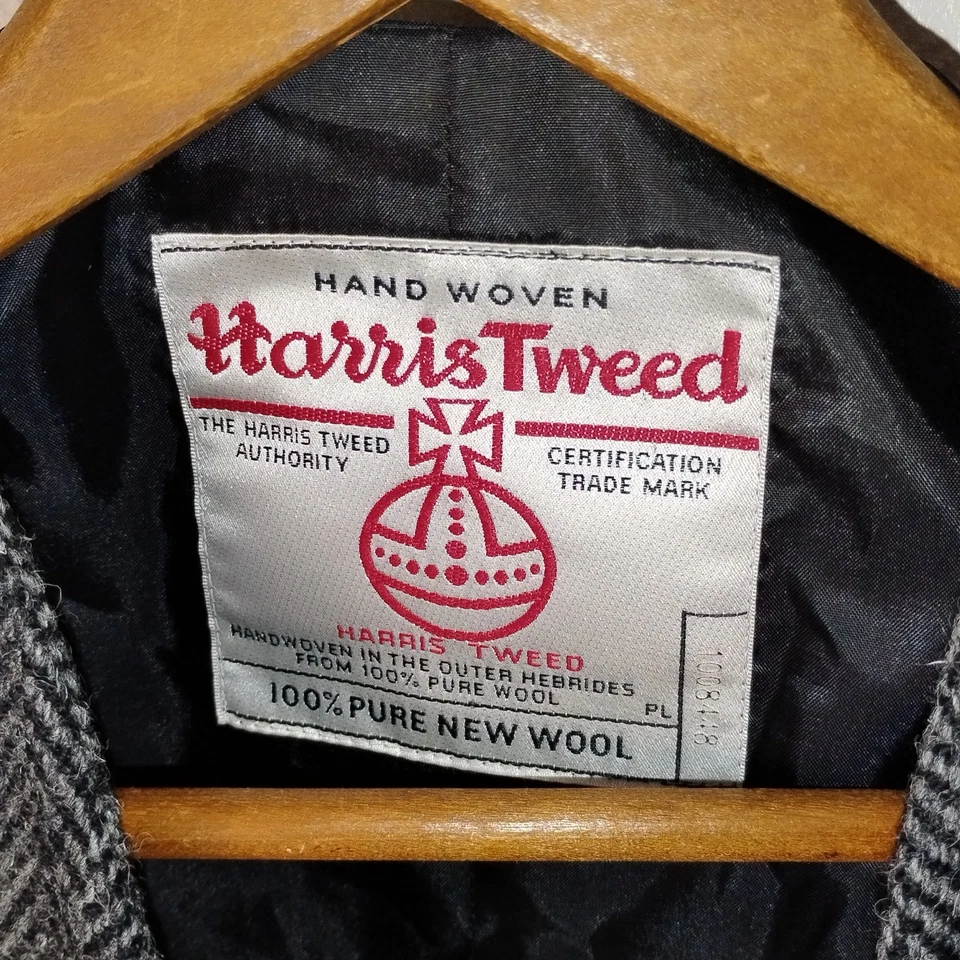 HAND WOVEN
Harris Tweed
THE HARRIS TWEED
AUTHORITY
CERTIFICATION
TRADE MARK
HARRIS TWEED
HANDWOVEN IN THE OUTER HEBRIDES
FROM 100% PURE WOOL
PL
100% PURE NEW WOOL